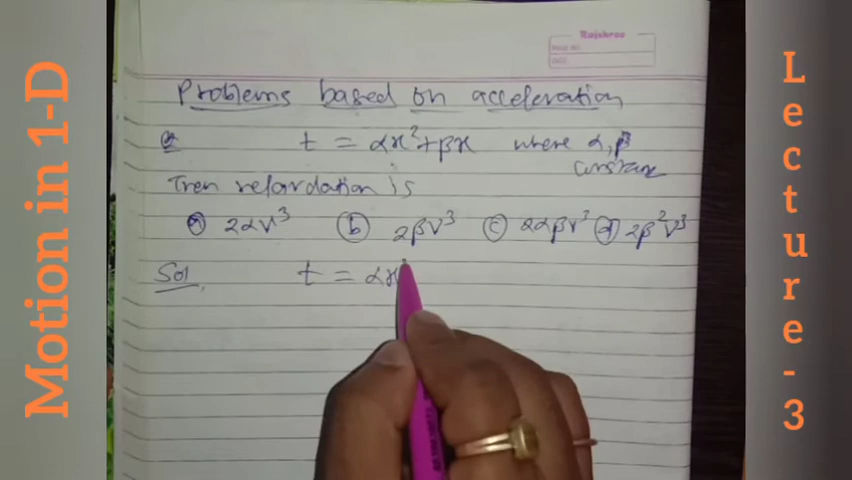 Motion in 1-D
Rajshree
DATE
Problems based on acceleration
Q t = αx²+βx where α, β
constant
Then retardation is
(a) 2αv³ (b) 2βv³ (c) 2αβv³ (d) 2β²v³
Sol. t = αx
Lecture-3